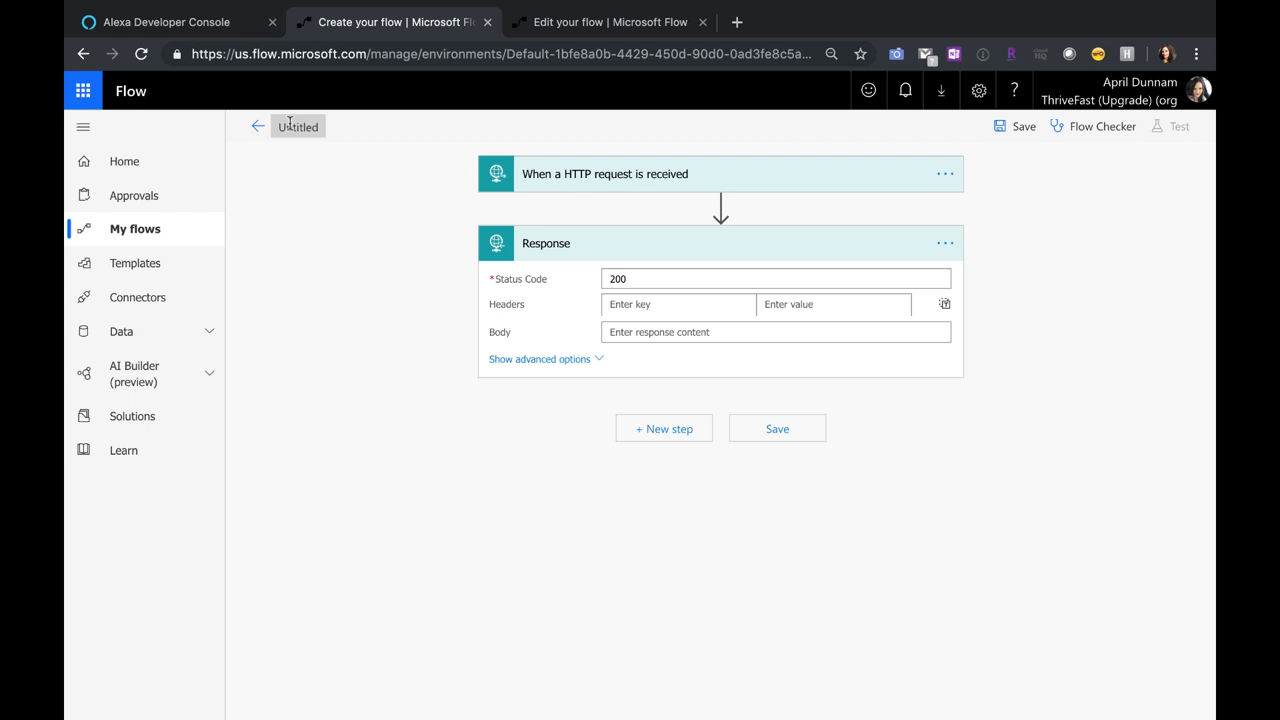 Alexa Developer Console
Create your flow | Microsoft Fl
Edit your flow | Microsoft Flow
https://us.flow.microsoft.com/manage/environments/Default-1bfe8a0b-4429-450d-90d0-0ad3fe8c5a...
Flow
April Dunnam
ThriveFast (Upgrade) (org
Untitled
Save
Flow Checker
Test
Home
Approvals
My flows
Templates
Connectors
Data
AI Builder
(preview)
Solutions
Learn
When a HTTP request is received
Response
*Status Code
200
Headers
Enter key
Enter value
Body
Enter response content
Show advanced options
+ New step
Save